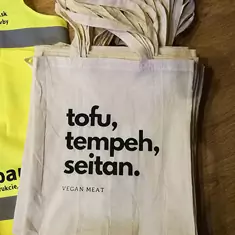 tofu,
tempeh,
seitan.
VEGAN MEAT